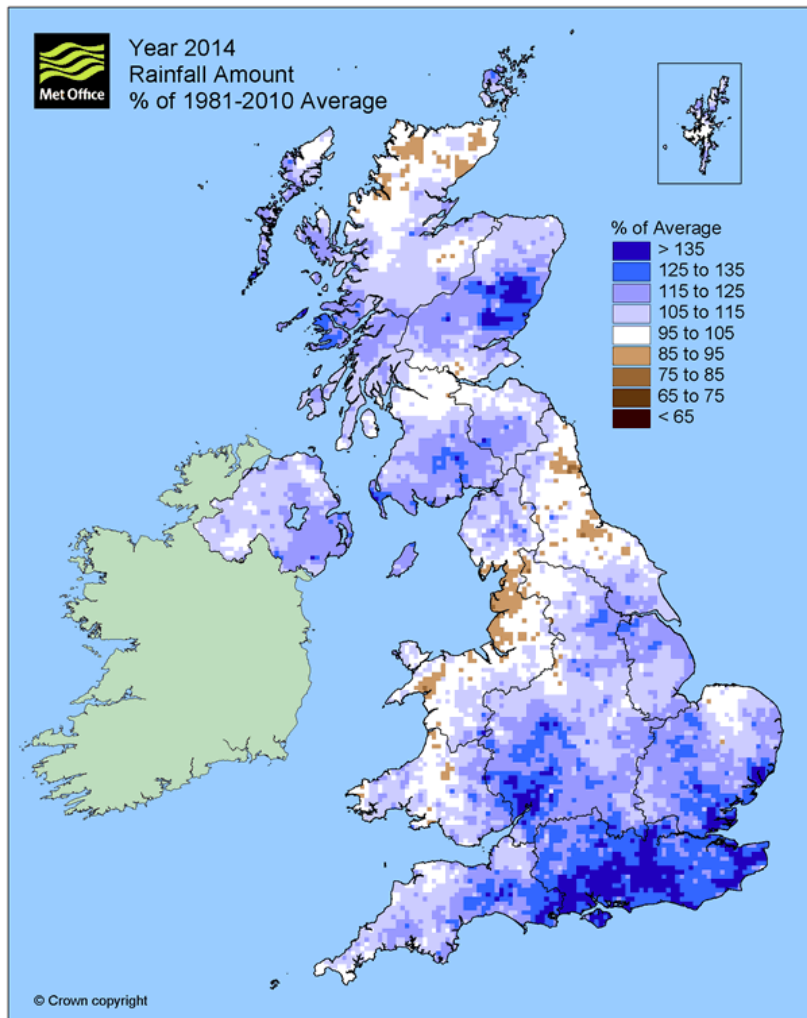 Met Office
Year 2014
Rainfall Amount
% of 1981-2010 Average
% of Average
> 135
125 to 135
115 to 125
105 to 115
95 to 105
85 to 95
75 to 85
65 to 75
< 65
© Crown copyright